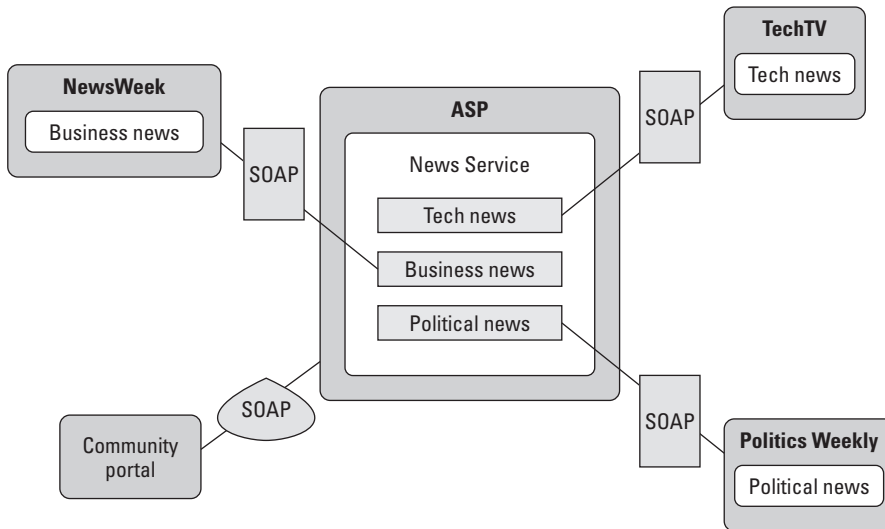 NewsWeek
Business news
SOAP
ASP
News Service
Tech news
Business news
Political news
SOAP
TechTV
Tech news
SOAP
Community
portal
SOAP
Politics Weekly
Political news